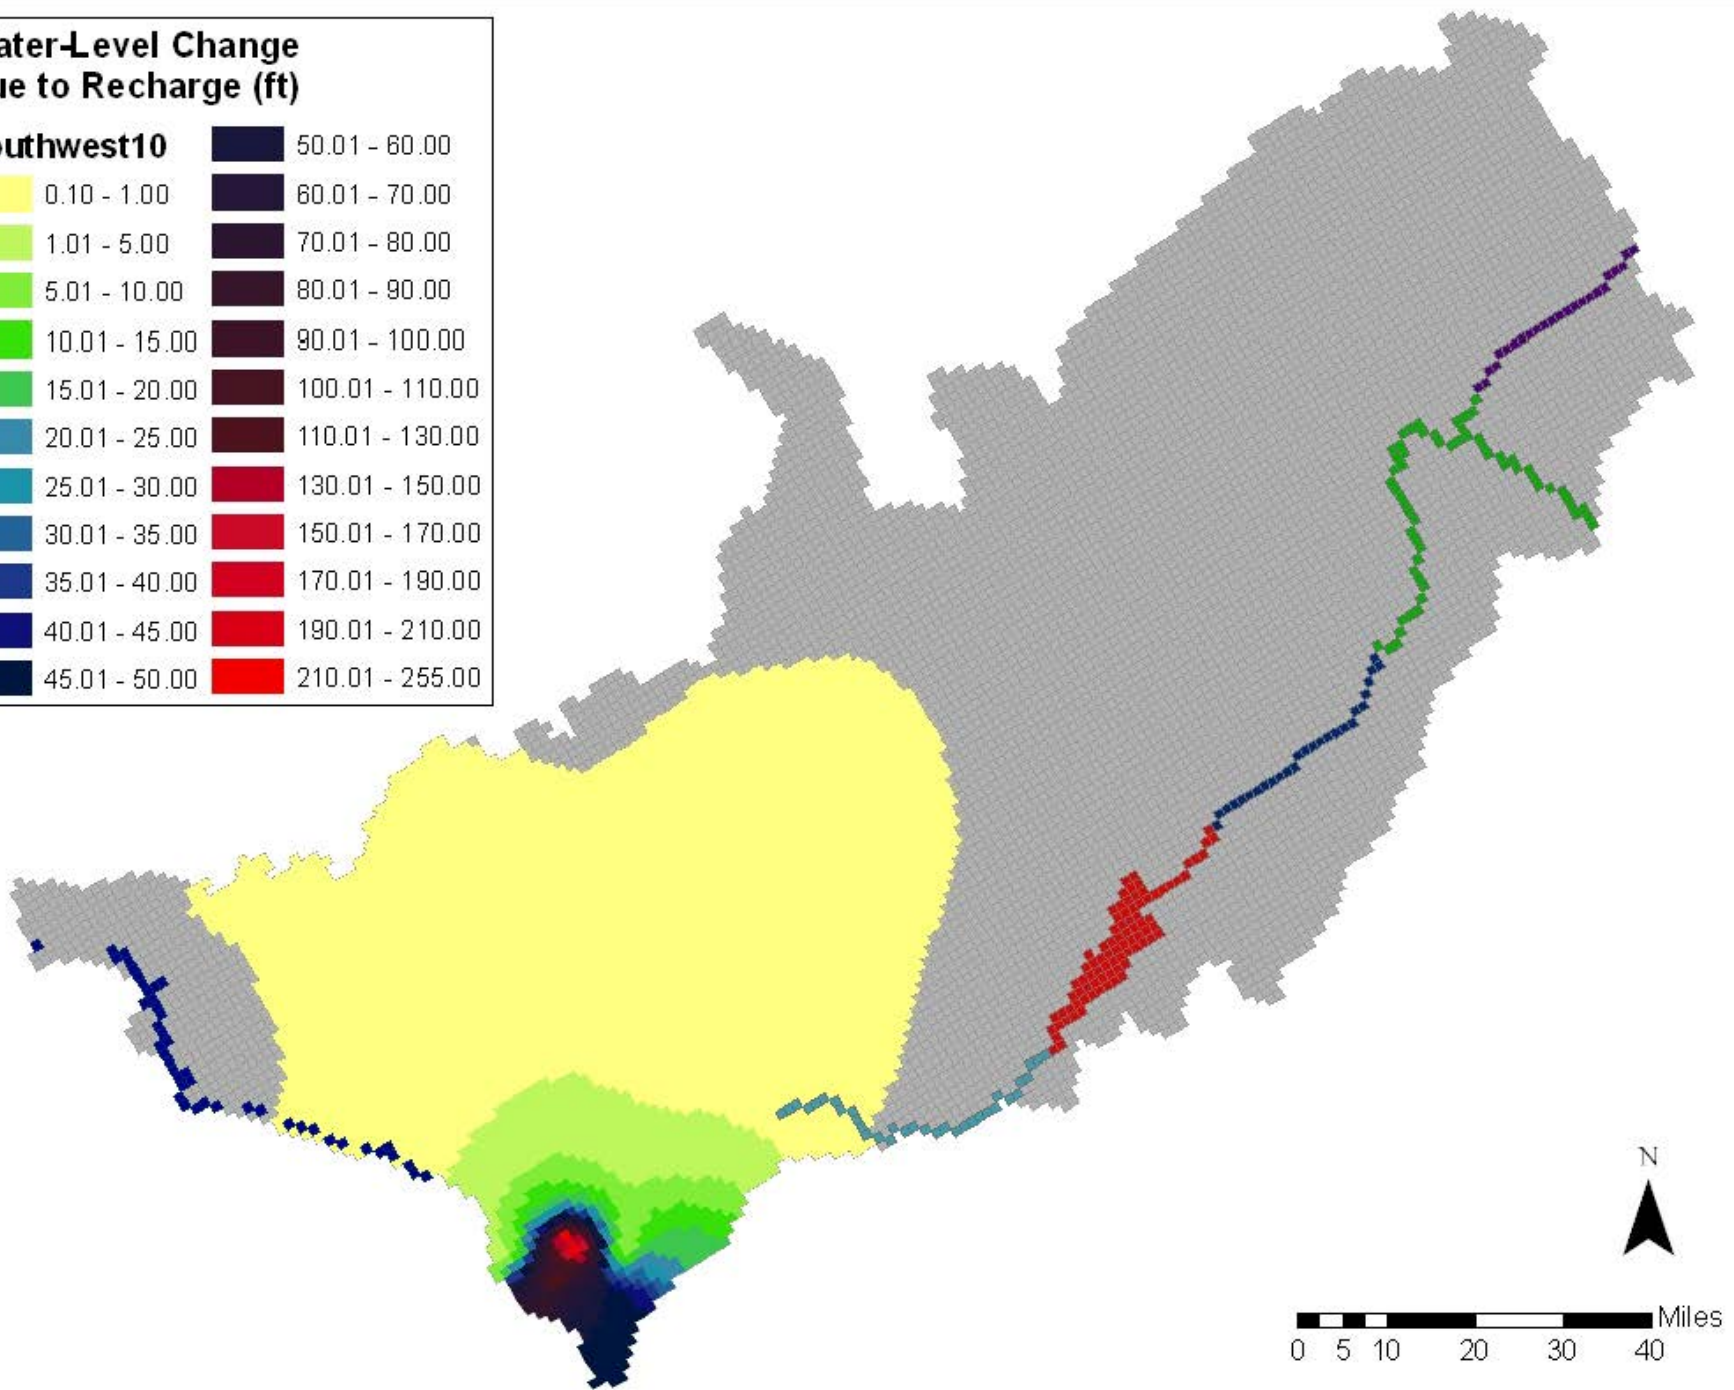 ater-Level Change
ue to Recharge (ft)
outhwest10
0.10 - 1.00
1.01 - 5.00
5.01 - 10.00
10.01 - 15.00
15.01 - 20.00
20.01 - 25.00
25.01 - 30.00
30.01 - 35.00
35.01 - 40.00
40.01 - 45.00
45.01 - 50.00
50.01 - 60.00
60.01 - 70.00
70.01 - 80.00
80.01 - 90.00
90.01 - 100.00
100.01 - 110.00
110.01 - 130.00
130.01 - 150.00
150.01 - 170.00
170.01 - 190.00
190.01 - 210.00
210.01 - 255.00
N
Miles
0 5 10 20 30 40